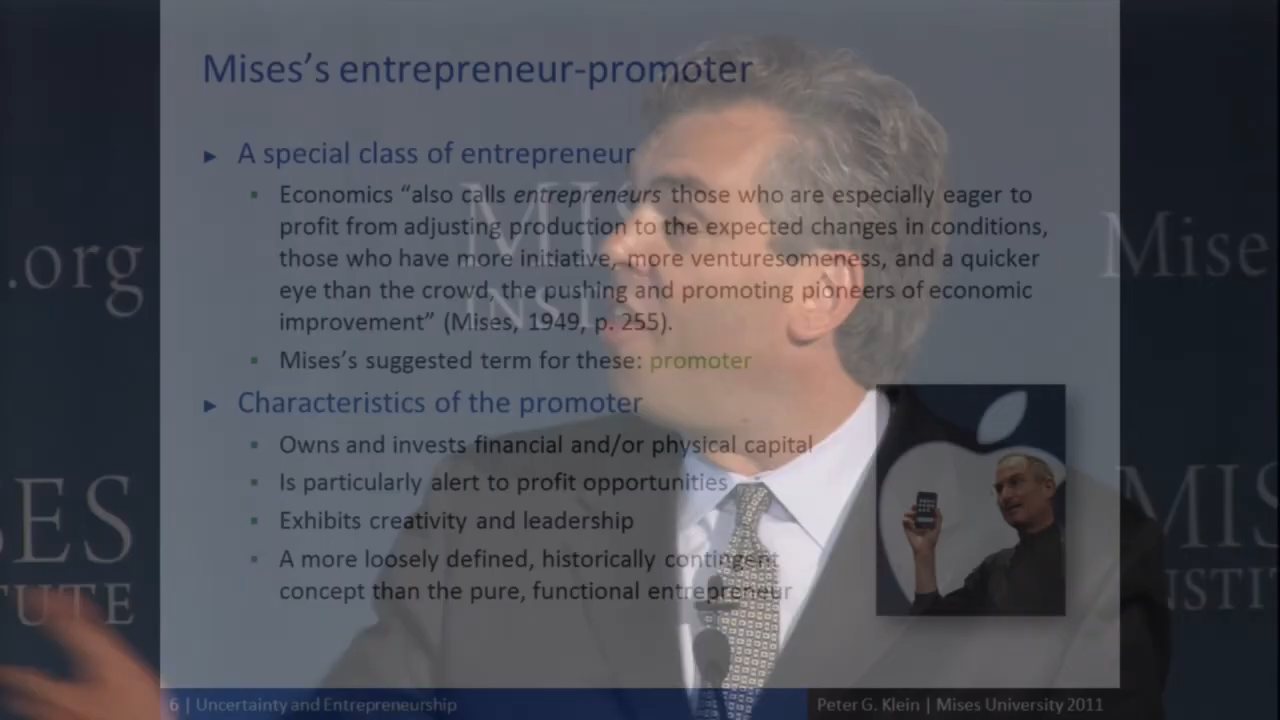 Mises's entrepreneur-promoter
► A special class of entrepreneur
▪ Economics “also calls entrepreneurs those who are especially eager to
profit from adjusting production to the expected changes in conditions,
those who have more initiative, more venturesomeness, and a quicker
eye than the crowd, the pushing and promoting pioneers of economic
improvement” (Mises, 1949, p. 255).
▪ Mises's suggested term for these: promoter
► Characteristics of the promoter
▪ Owns and invests financial and/or physical capital
▪ Is particularly alert to profit opportunities
▪ Exhibits creativity and leadership
▪ A more loosely defined, historically contingent
concept than the pure, functional entrepreneur
6 | Uncertainty and Entrepreneurship
Peter G. Klein | Mises University 2011
.org
MIS
INSTI
Mise
SES
TUTE
MIS
INSTI